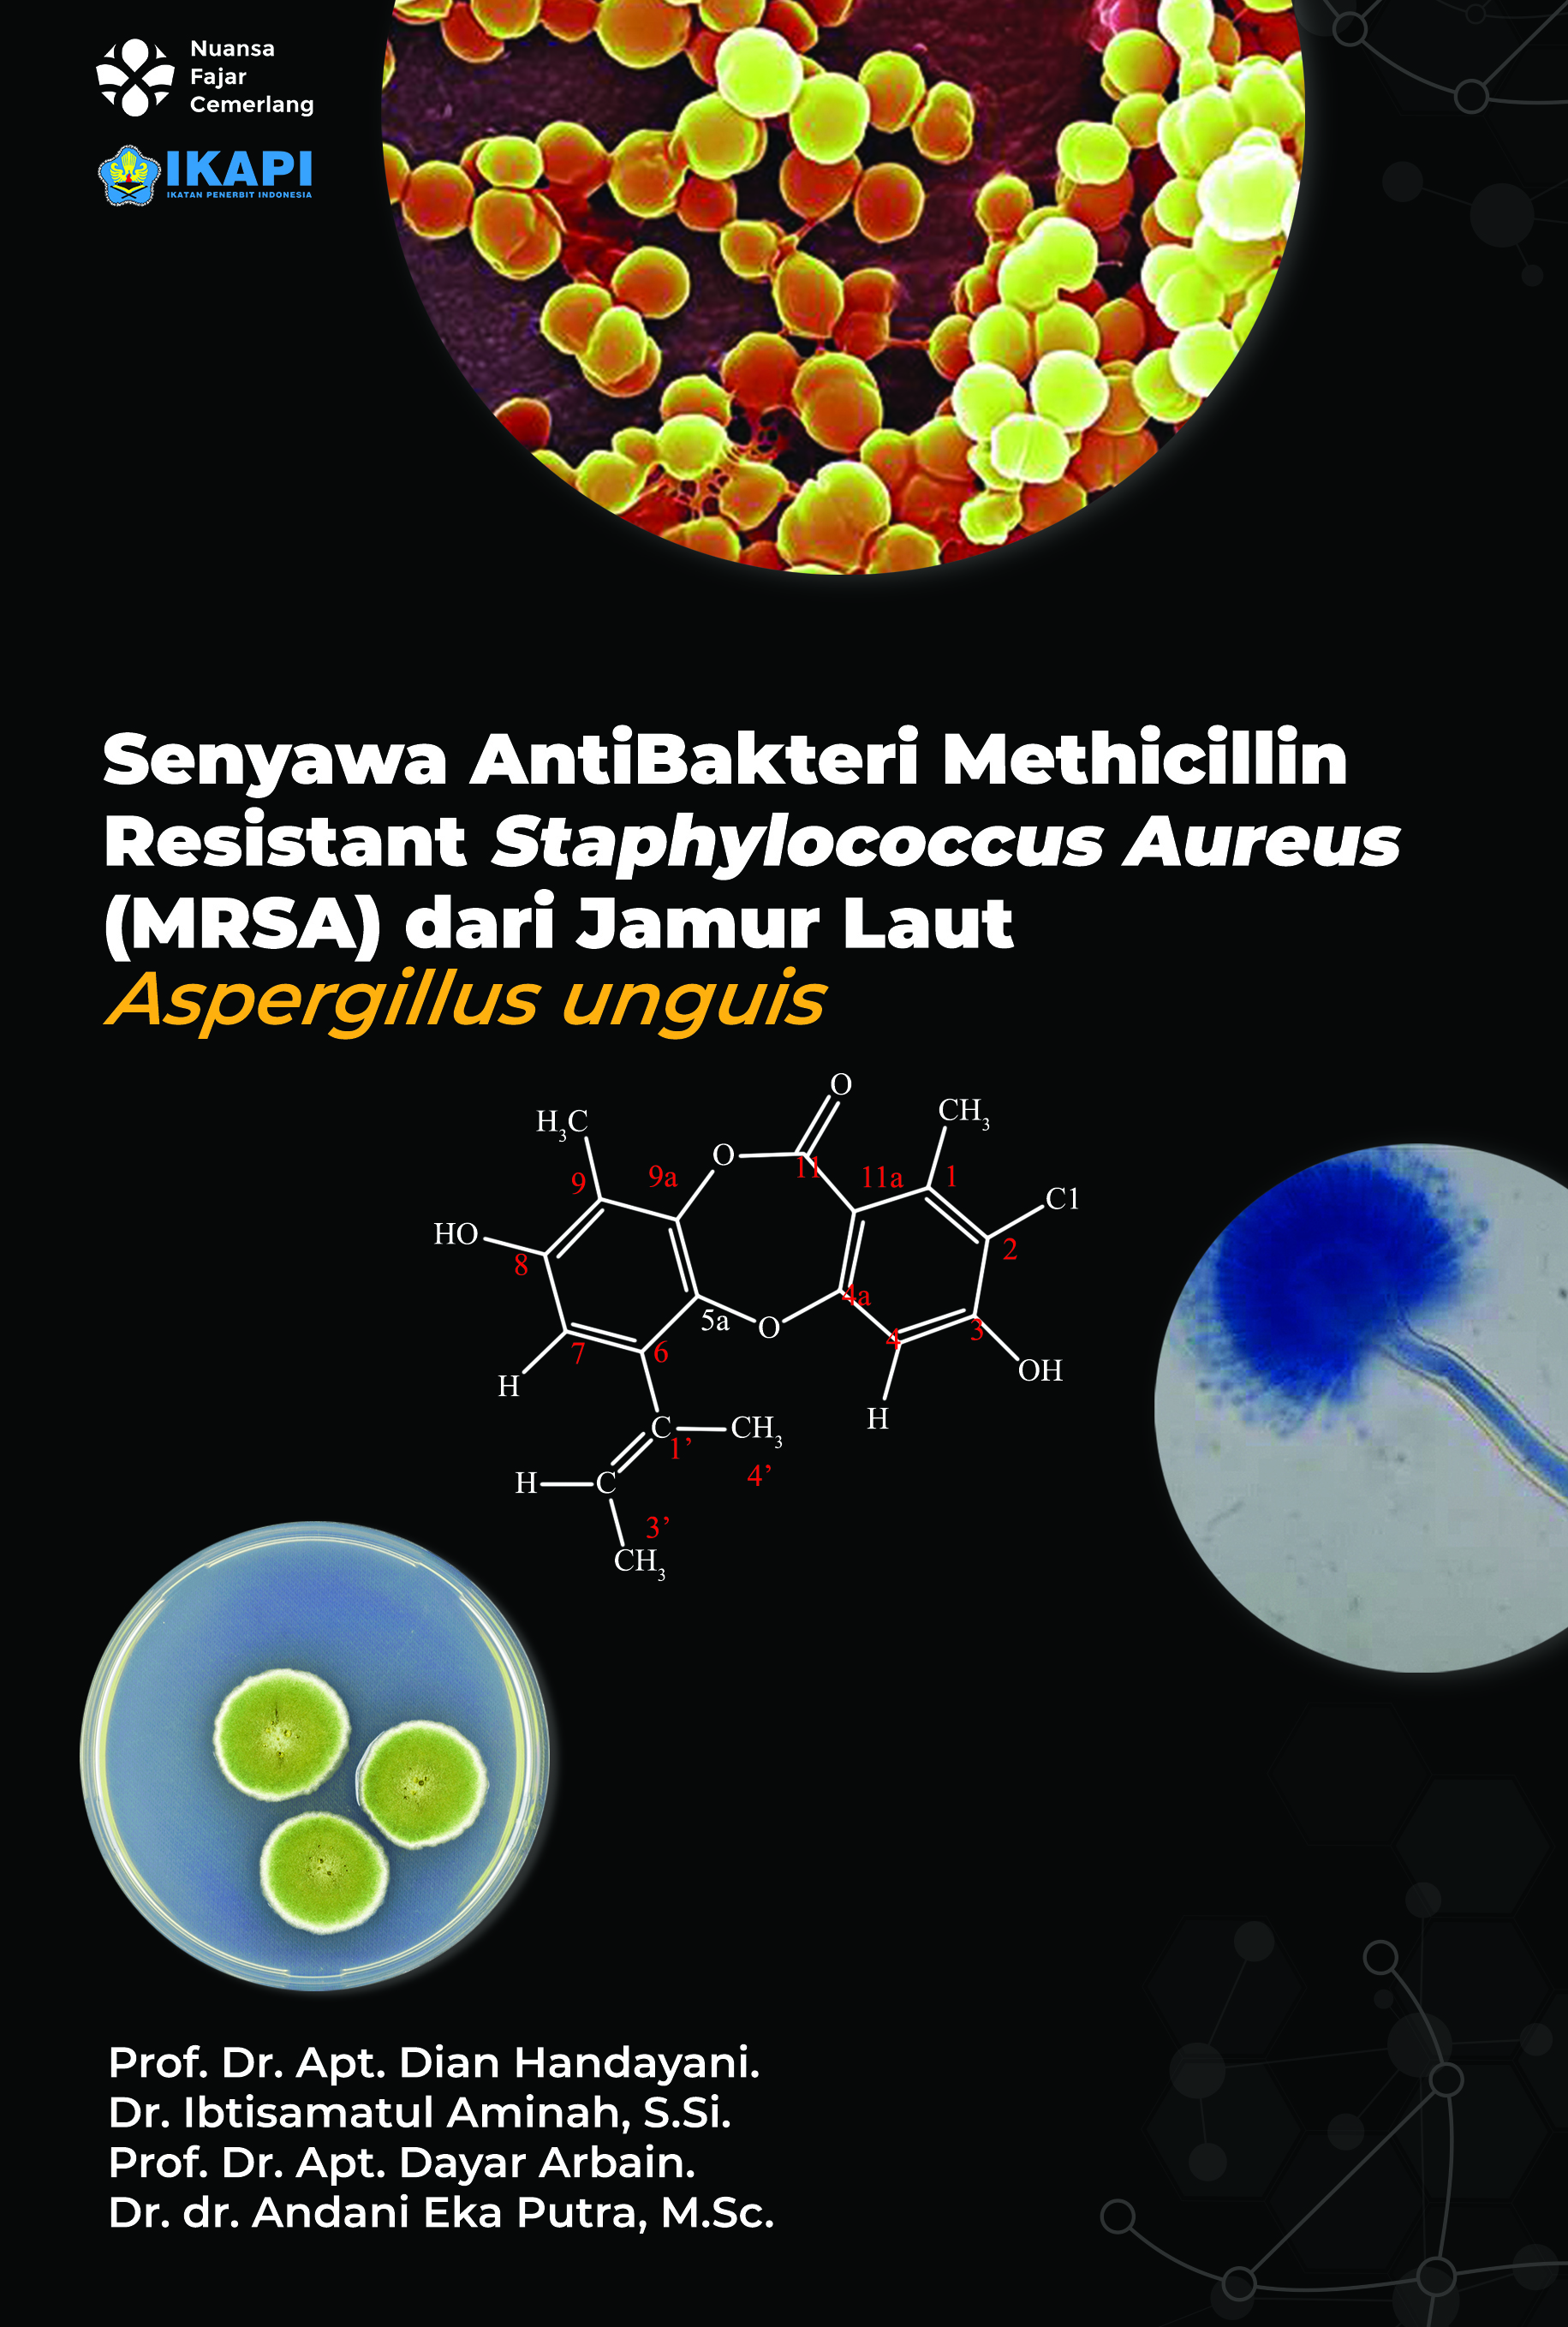 Nuansa
Fajar
Cemerlang
IKAPI
IKATAN PENERBIT INDONESIA
Senyawa AntiBakteri Methicillin
Resistant Staphylococcus Aureus
(MRSA) dari Jamur Laut
Aspergillus unguis
O
H₃C
CH₃
O
11
11a
1
9
9a
C1
HO
8
2
4a
5a
O
4
3
7
6
H
OH
H
C
CH₃
1’
4’
H
C
3’
CH₃
Prof. Dr. Apt. Dian Handayani.
Dr. Ibtisamatul Aminah, S.Si.
Prof. Dr. Apt. Dayar Arbain.
Dr. dr. Andani Eka Putra, M.Sc.